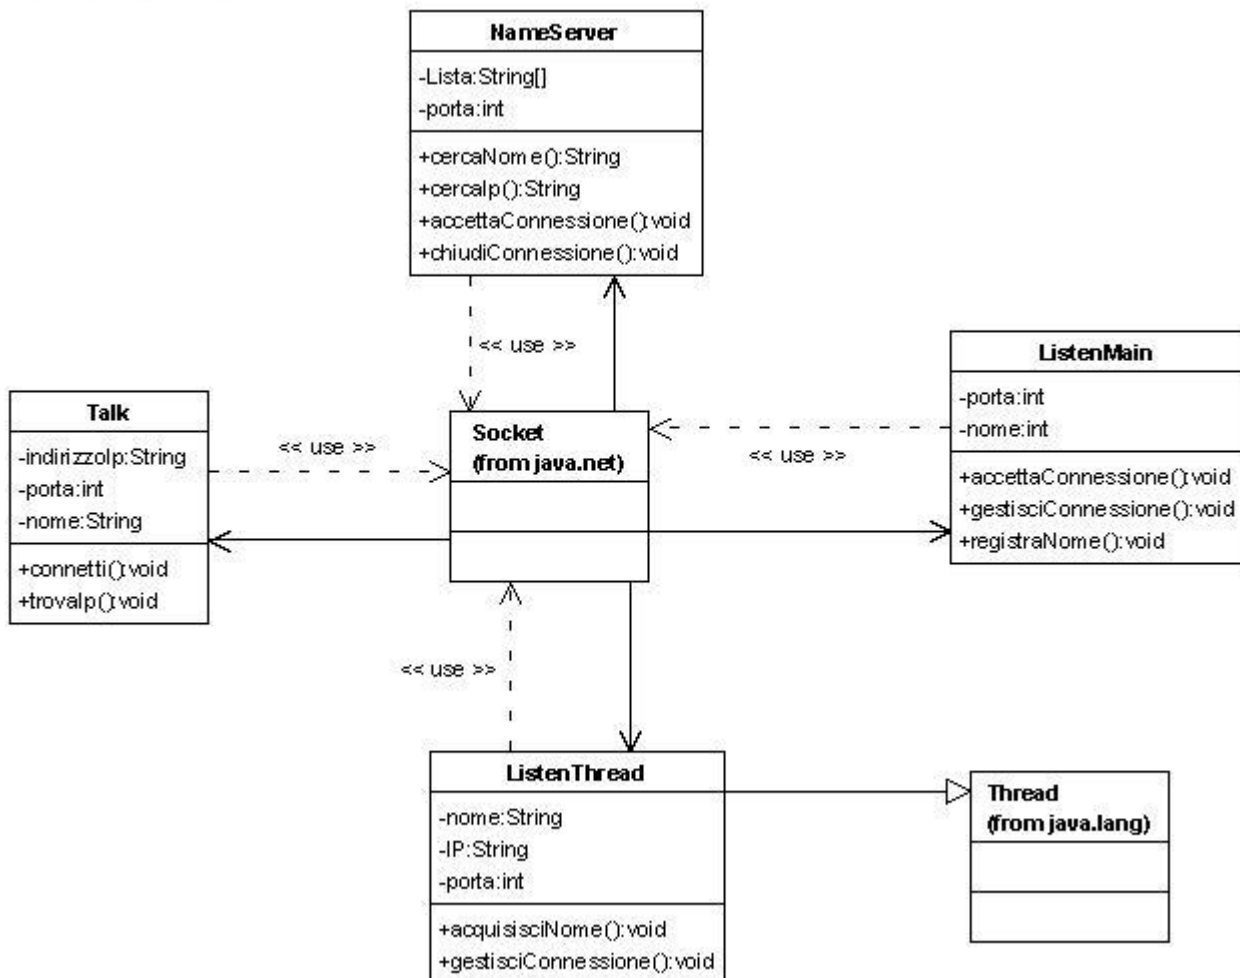 NameServer
-Lista:String[]
-porta:int
+cercaNome():String
+cercaIp():String
+accettaConnessione():void
+chiudiConnessione():void
<< use >>
ListenMain
-porta:int
-nome:int
+accettaConnessione():void
+gestisciConnessione():void
+registraNome():void
Talk
-indirizzoIp:String
-porta:int
-nome:String
+connetti():void
+trovaIp():void
<< use >>
Socket
(from java.net)
<< use >>
<< use >>
ListenThread
-nome:String
-IP:String
-porta:int
+acquisisciNome():void
+gestisciConnessione():void
Thread
(from java.lang)